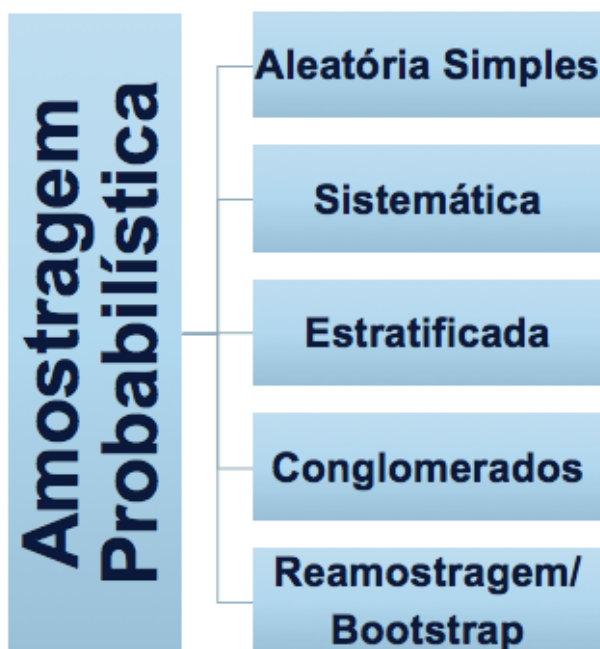 Amostragem
Probabilística
Aleatória Simples
Sistemática
Estratificada
Conglomerados
Reamostragem/
Bootstrap